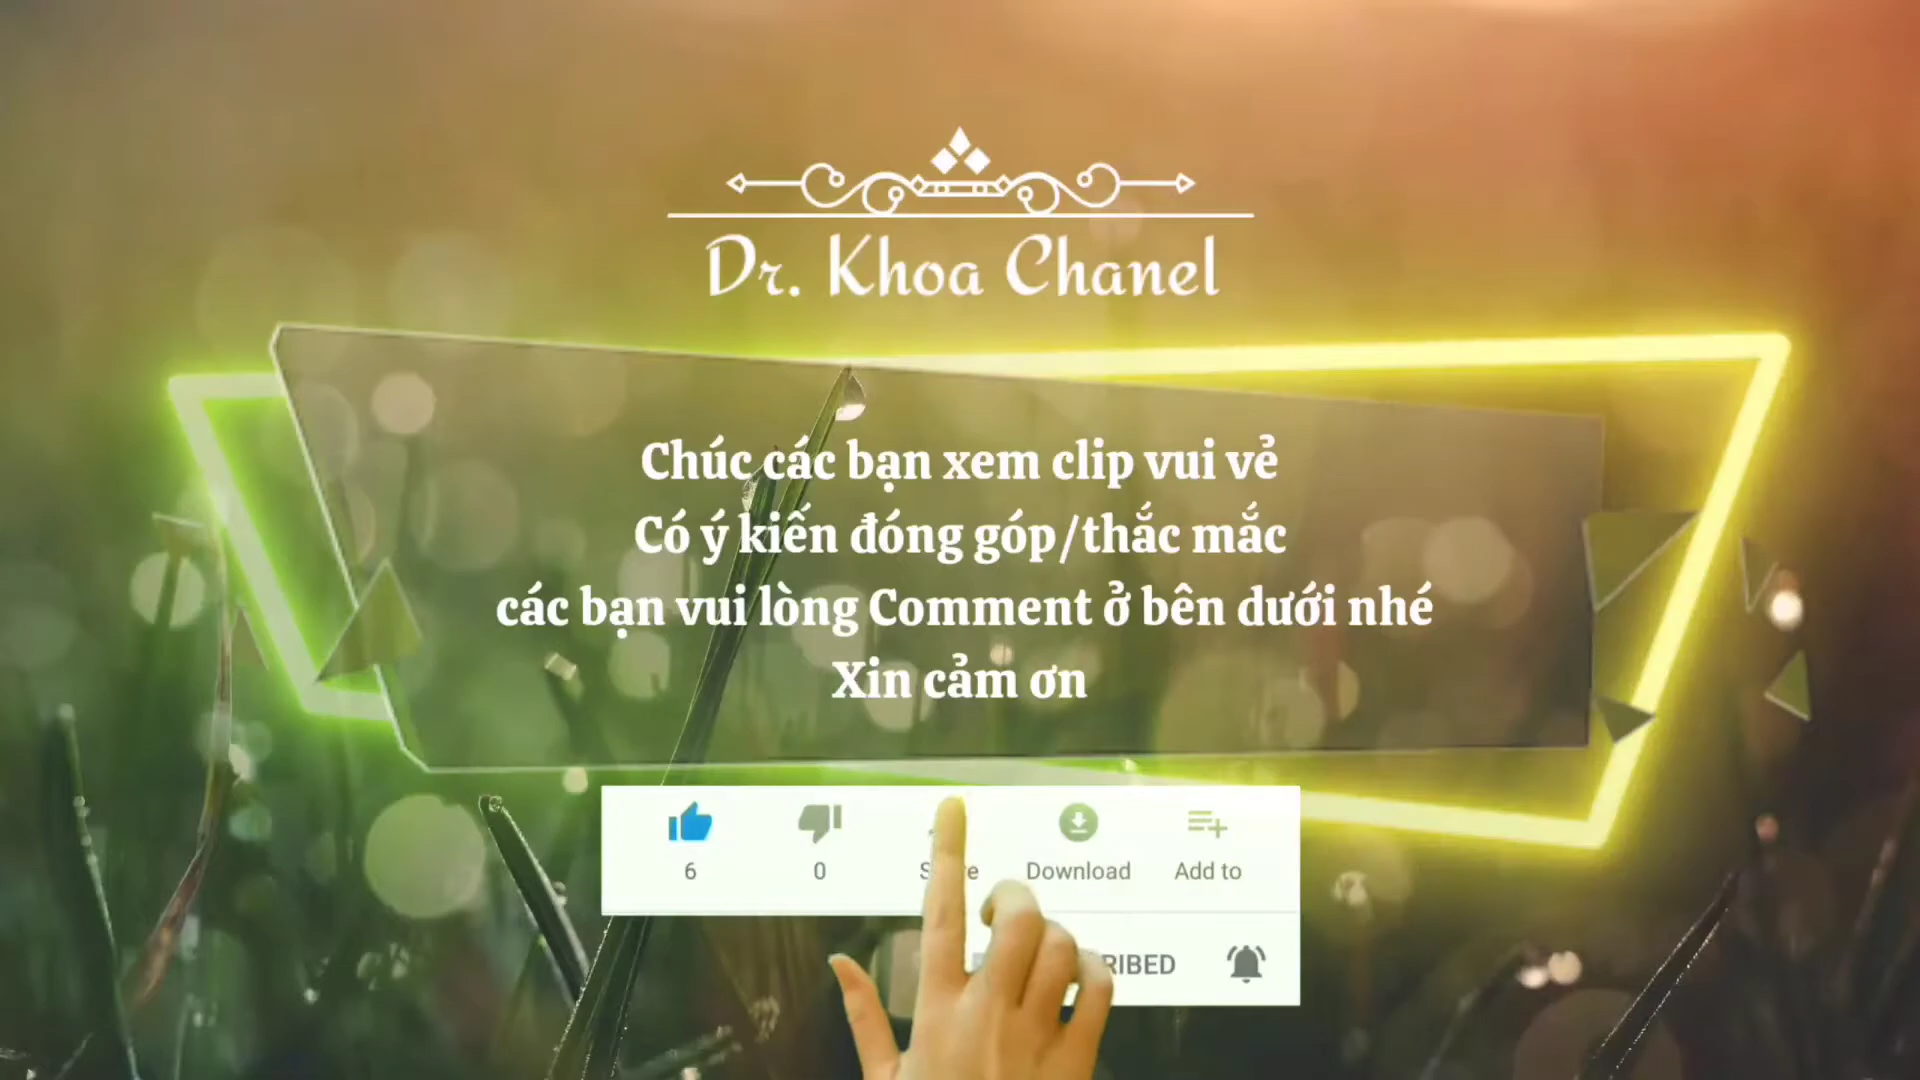 Dr. Khoa Chanel
Chúc các bạn xem clip vui vẻ
Có ý kiến đóng góp/thắc mắc
các bạn vui lòng Comment ở bên dưới nhé
Xin cảm ơn
6 0 Download Add to